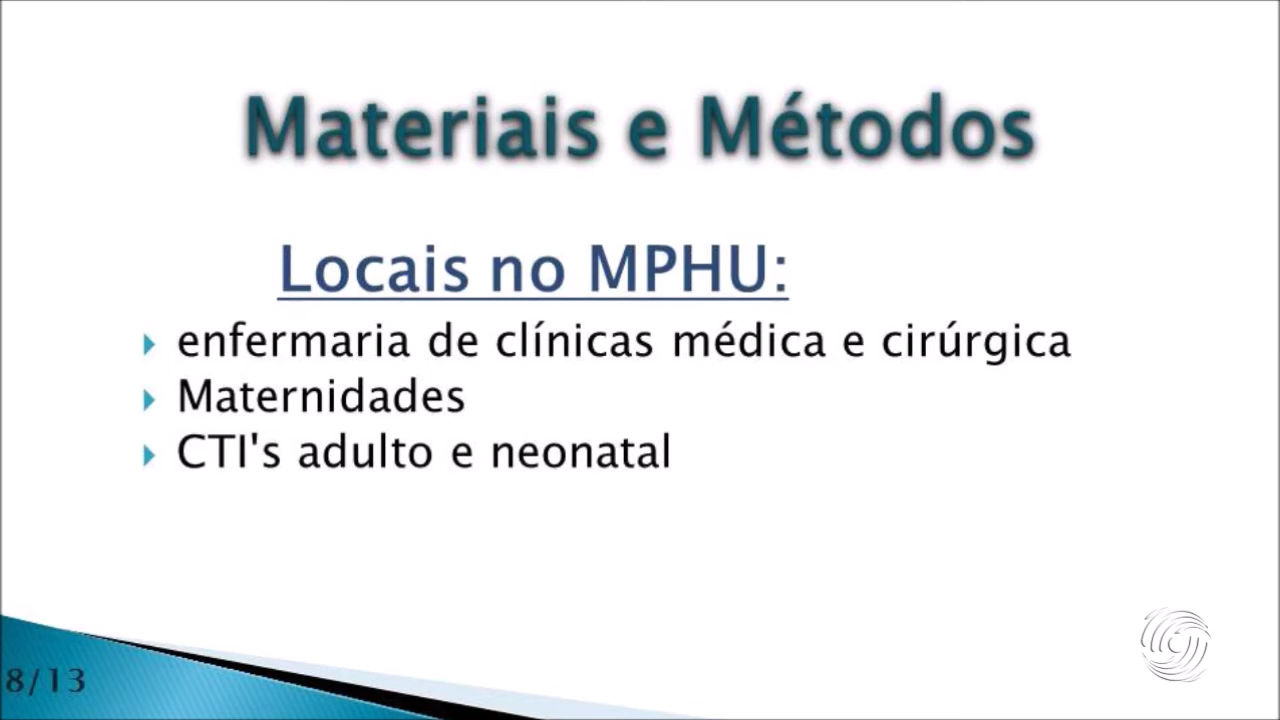 Materiais e Métodos
Locais no MPHU:
enfermaria de clínicas médica e cirúrgica
Maternidades
CTI's adulto e neonatal
8/13